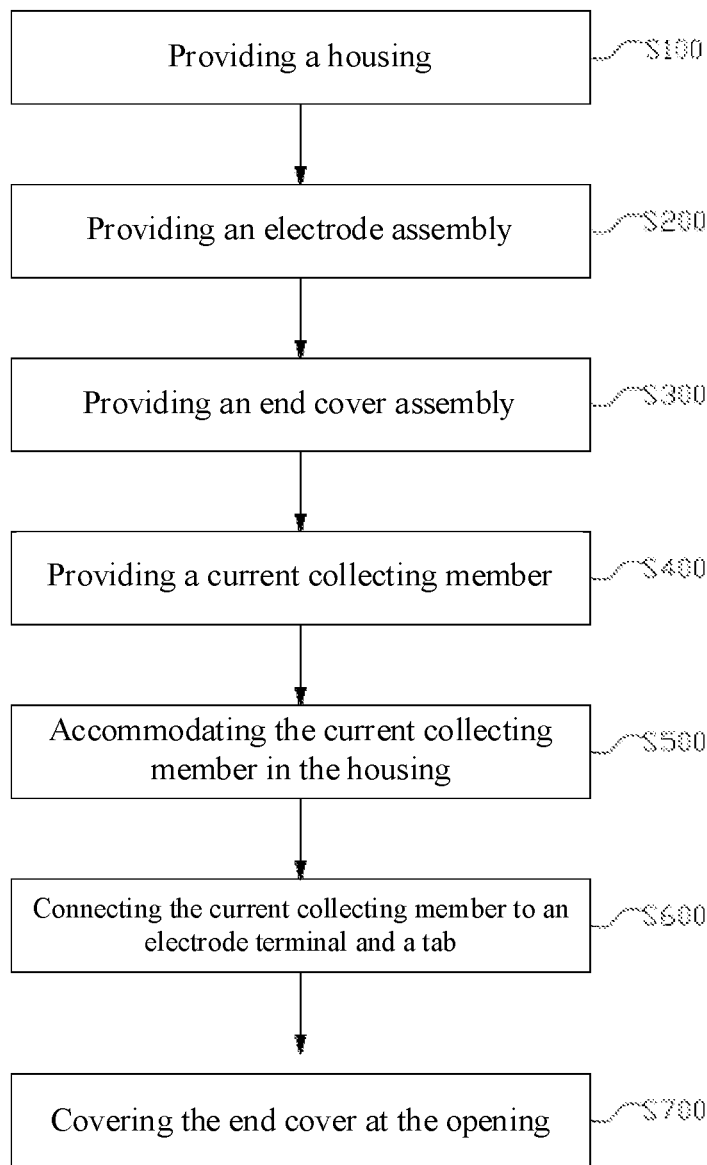 Providing a housing
S100
Providing an electrode assembly
S200
Providing an end cover assembly
S300
Providing a current collecting member
S400
Accommodating the current collecting
member in the housing
S500
Connecting the current collecting member to an
electrode terminal and a tab
S600
Covering the end cover at the opening
S700